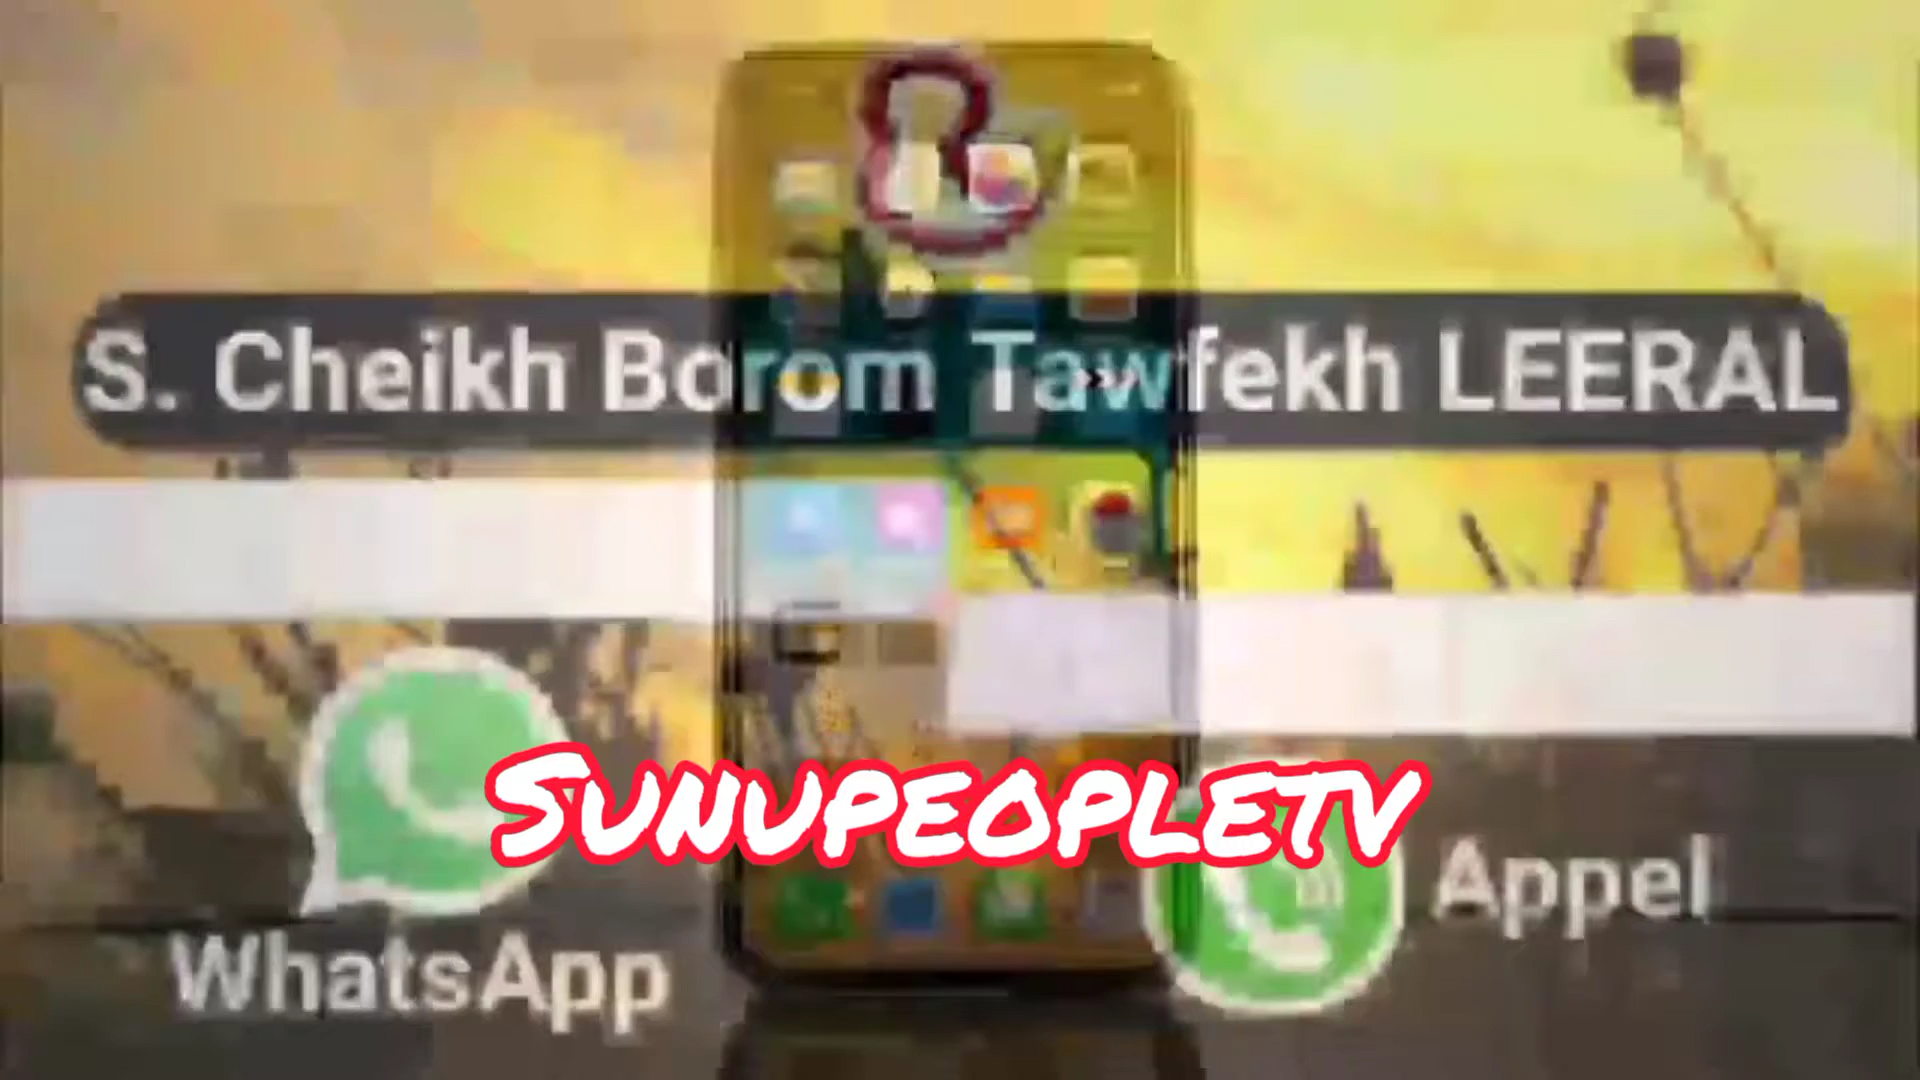 S. Cheikh Borom Tawfekh LEERAL
Sunupeopletv
Appel
WhatsApp